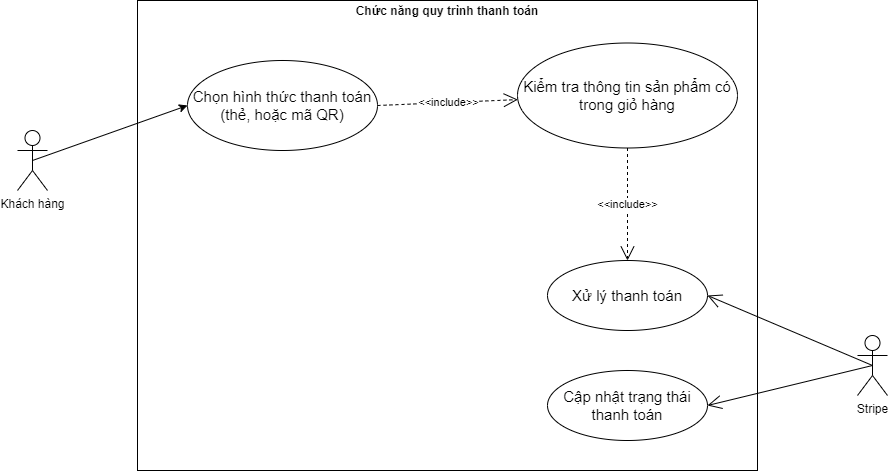 Chức năng quy trình thanh toán
Chọn hình thức thanh toán
(thẻ, hoặc mã QR)
<<include>>
Kiểm tra thông tin sản phẩm có
trong giỏ hàng
Khách hàng
<<include>>
Xử lý thanh toán
Cập nhật trạng thái
thanh toán
Stripe